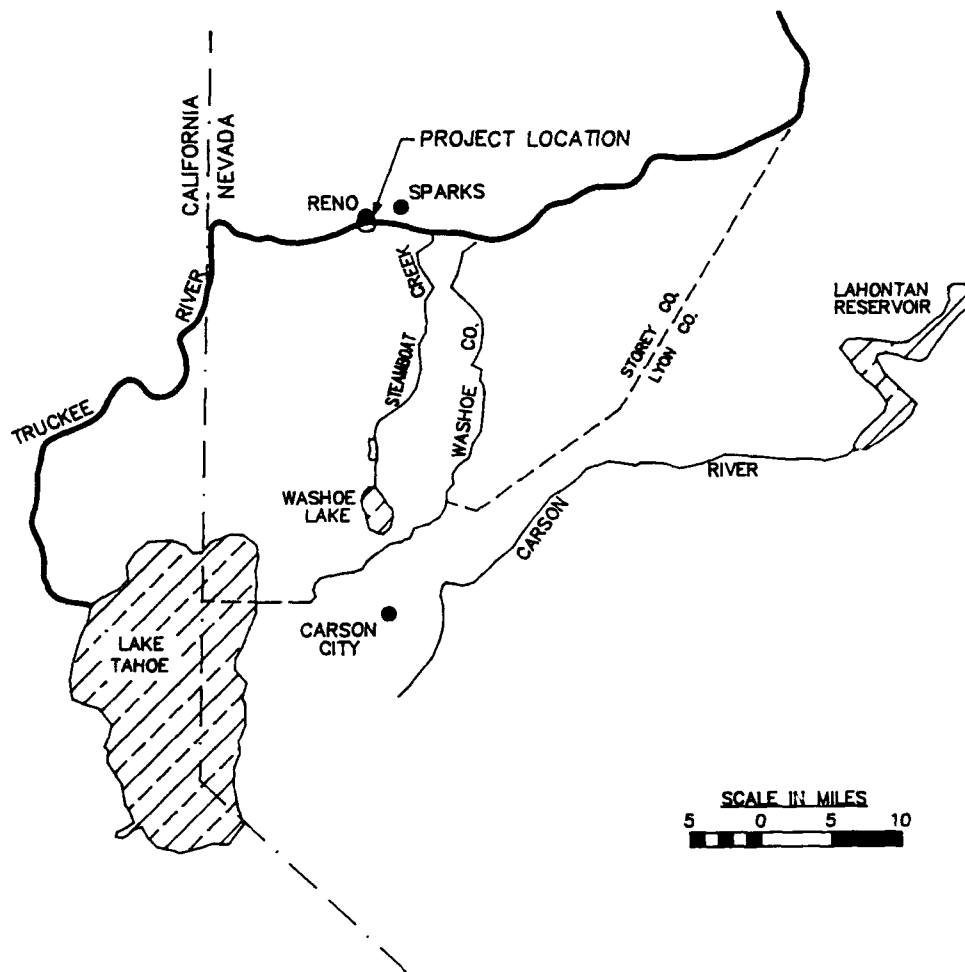 CALIFORNIA
NEVADA
PROJECT LOCATION
RENO
SPARKS
TRUCKEE
RIVER
STEAMBOAT
CREEK
WASHOE CO.
STOREY CO.
LYON CO.
LAHONTAN
RESERVOIR
WASHOE
LAKE
CARSON
RIVER
CARSON
CITY
LAKE
TAHOE
SCALE IN MILES
5 0 5 10